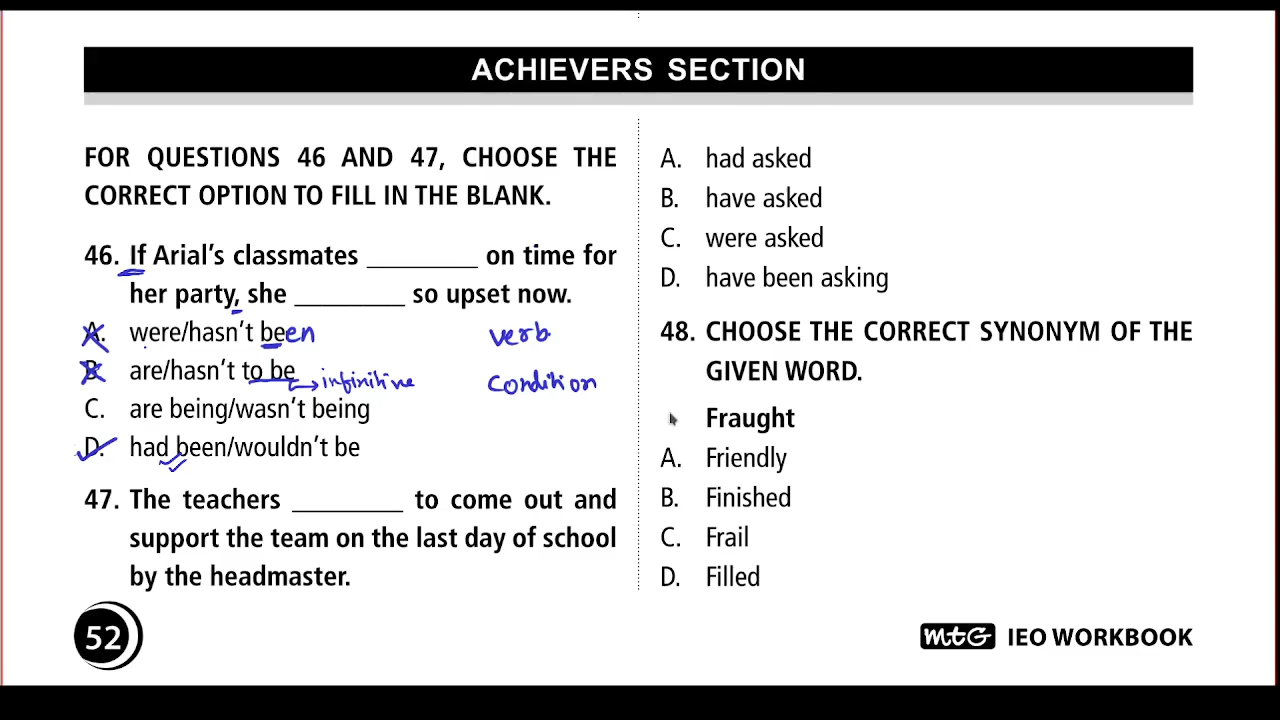 ACHIEVERS SECTION
FOR QUESTIONS 46 AND 47, CHOOSE THE
CORRECT OPTION TO FILL IN THE BLANK.
46. If Arial's classmates ________ on time for
her party, she ________ so upset now.
A. were/hasn't been
verb
B. are/hasn't to be
infinitive
condition
C. are being/wasn't being
D. had been/wouldn't be
47. The teachers ________ to come out and
support the team on the last day of school
by the headmaster.
A. had asked
B. have asked
C. were asked
D. have been asking
48. CHOOSE THE CORRECT SYNONYM OF THE
GIVEN WORD.
Fraught
A. Friendly
B. Finished
C. Frail
D. Filled
52
mtG IEO WORKBOOK